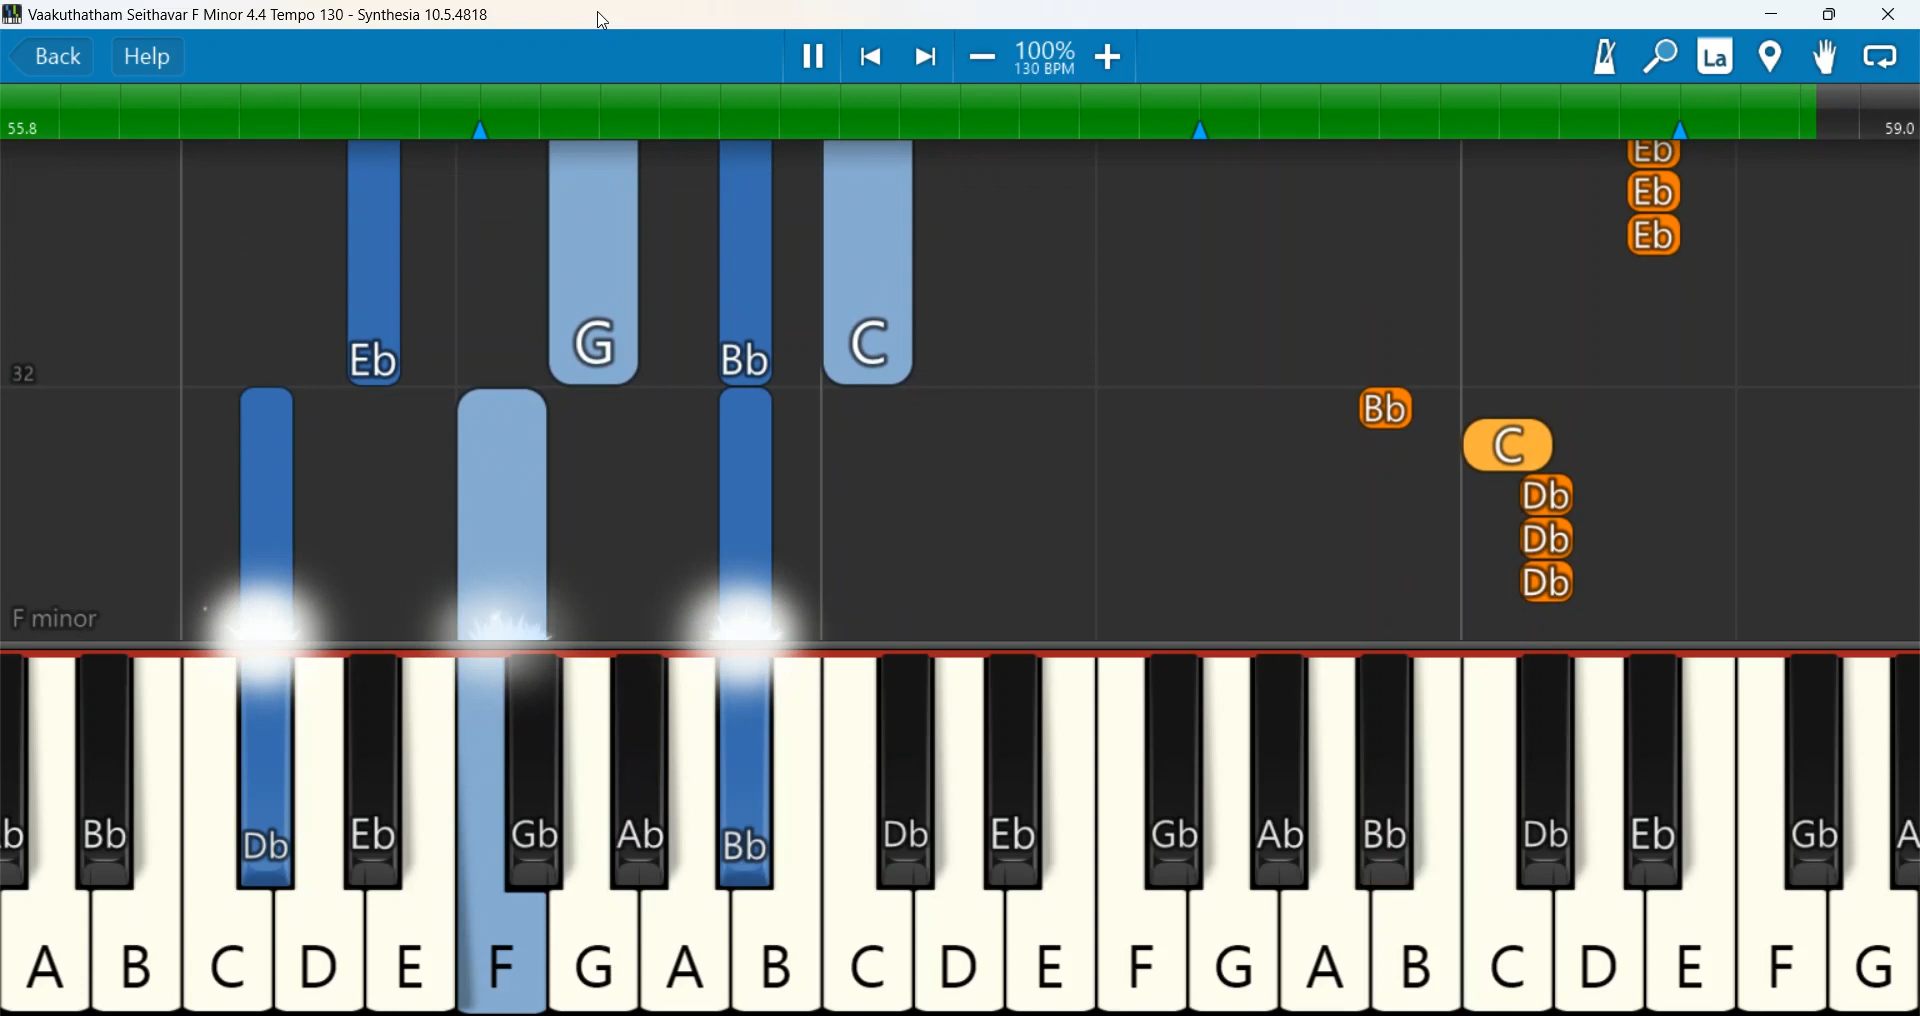 Vaakuthatham Seithavar F Minor 4.4 Tempo 130 - Synthesia 10.5.4818
Back Help 100% La
130 BPM
55.8 59.0
Eb
Eb
Eb
Eb G Bb C
32
Bb
C
Db
Db
Db
F minor
b Bb Db Eb Gb Ab Bb Db Eb Gb Ab Bb Db Eb Gb A
A B C D E F G A B C D E F G A B C D E F G